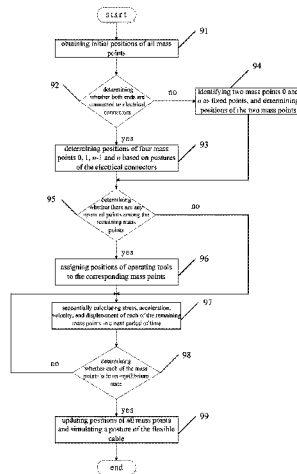 start
91
obtaining initial positions of all mass
points
92
determining
whether both ends are
connected to electrical
connectors
no
94
identifying two mass points 0 and
n as fixed points, and determining
positions of the two mass points
yes
93
determining positions of four mass
points 0, 1, n-1 and n based on postures
of the electrical connectors
95
determining
whether there are any
operated points among the
remaining mass
points
no
yes
96
assigning positions of operating tools
to the corresponding mass points
97
sequentially calculating stress, acceleration,
velocity, and displacement of each of the remaining
mass points in a unit period of time
98
determining
whether each of the mass
points is in an equilibrium
state
no
yes
99
updating positions of all mass points
and simulating a posture of the flexible
cable
end